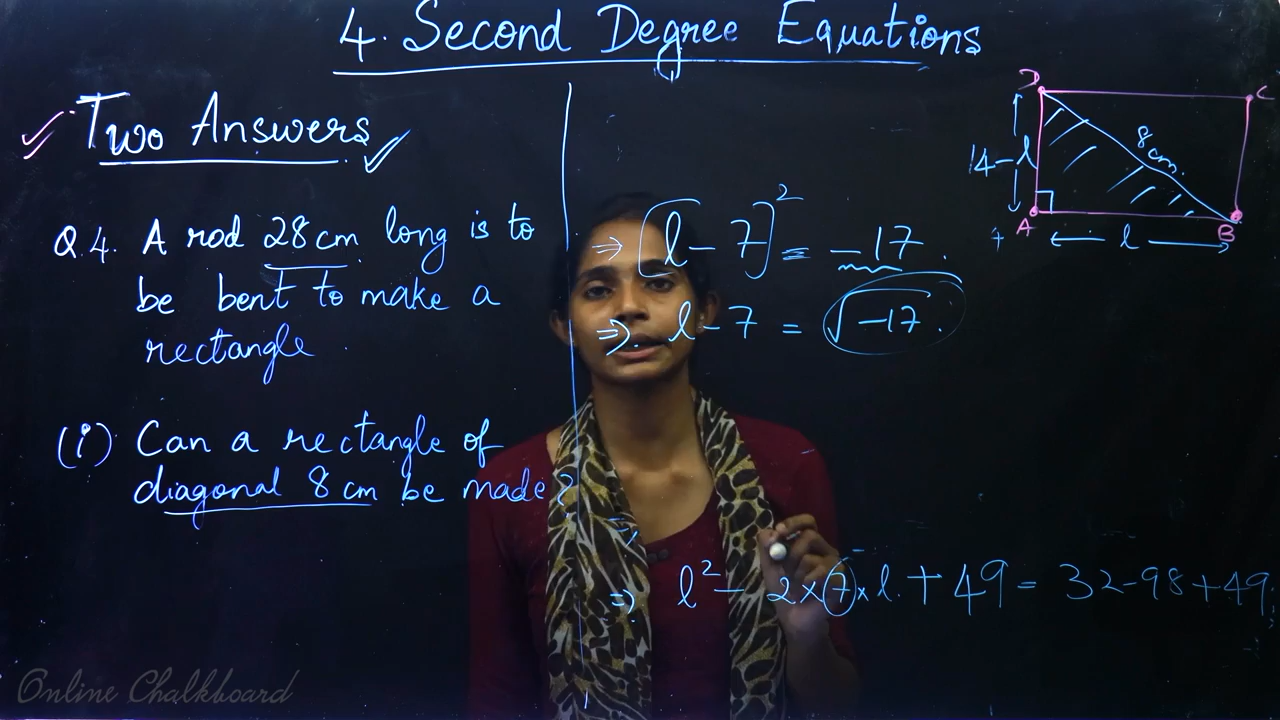 4. Second Degree Equations
Two Answers
Q.4. A rod 28 cm long is to
be bent to make a
rectangle.
(i) Can a rectangle of
diagonal 8 cm be made?
D C
8 cm.
14-l
A B
l
⇒ [l - 7]² = -17.
⇒ l - 7 = √-17.
⇒ l² - 2×7×l + 49 = 32-98+49
Online Chalkboard